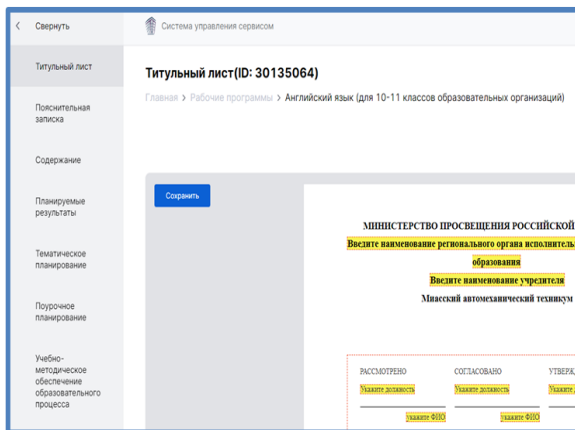 Свернуть
Система управления сервисом
Титульный лист
Титульный лист(ID: 30135064)
Главная > Рабочие программы > Английский язык (для 10-11 классов образовательных организаций)
Пояснительная
записка
Содержание
Планируемые
результаты
Тематическое
планирование
Поурочное
планирование
Учебно-
методическое
обеспечение
образовательного
процесса
Сохранить
МИНИСТЕРСТВО ПРОСВЕЩЕНИЯ РОССИЙСКОЙ
Введите наименование регионального органа исполнитель
образования
Введите наименование учредителя
Миасский автомеханический техникум
РАССМОТРЕНО СОГЛАСОВАНО УТВЕРЖ
Укажите должность Укажите должность Укажите
укажите ФИО укажите ФИО